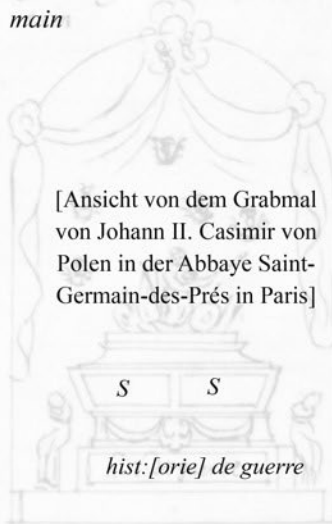 main
[Ansicht von dem Grabmal
von Johann II. Casimir von
Polen in der Abbaye Saint-
Germain-des-Prés in Paris]
S S
hist:[orie] de guerre